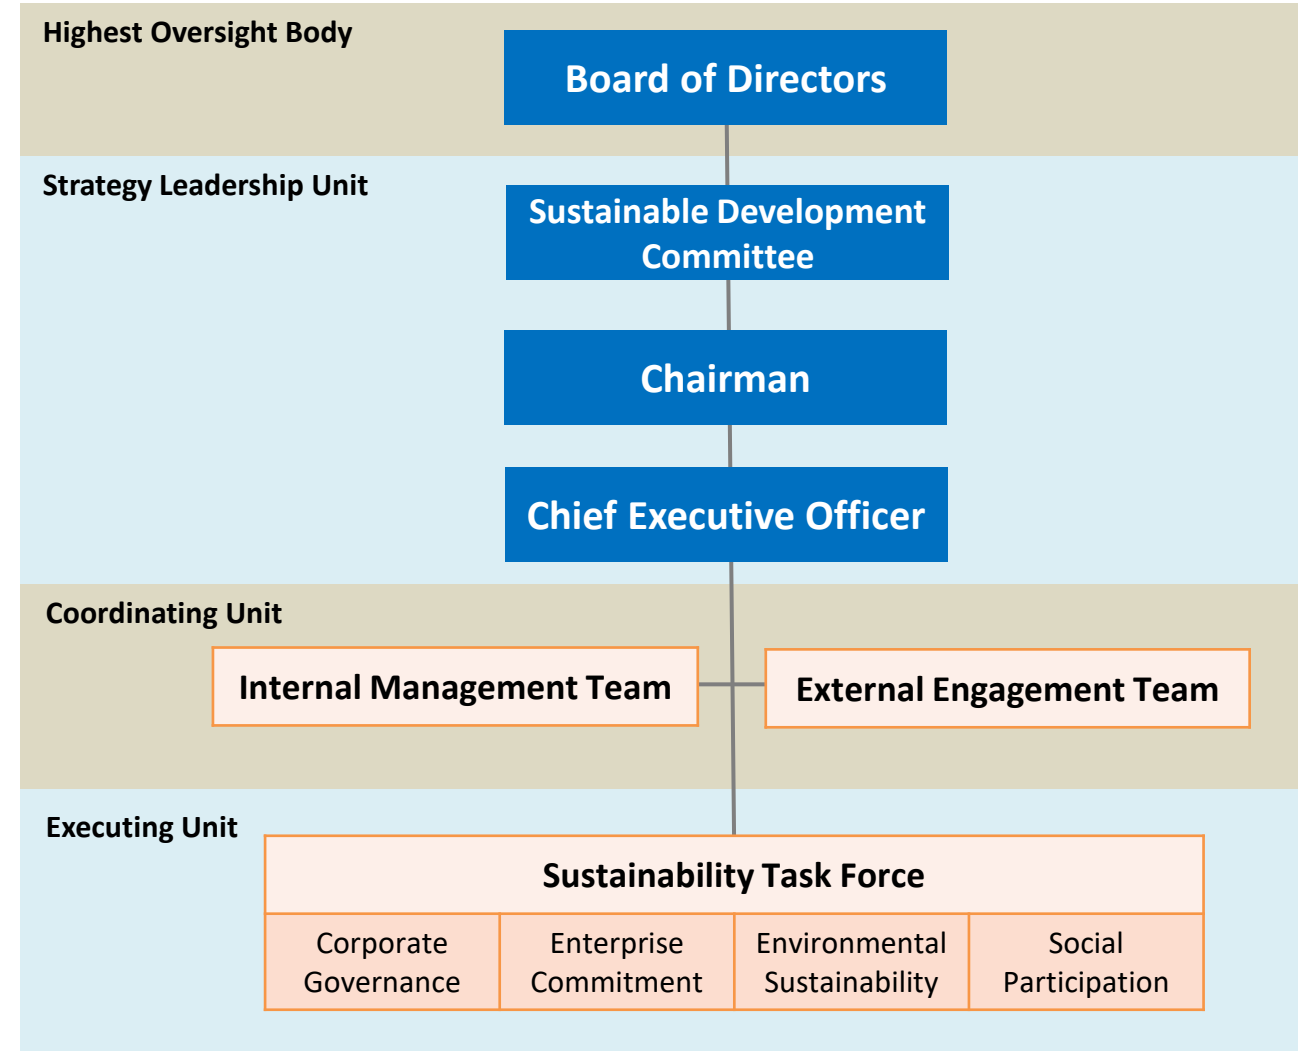 Highest Oversight Body
Board of Directors
Strategy Leadership Unit
Sustainable Development
Committee
Chairman
Chief Executive Officer
Coordinating Unit
Internal Management Team
External Engagement Team
Executing Unit
Sustainability Task Force
Corporate
Governance
Enterprise
Commitment
Environmental
Sustainability
Social
Participation